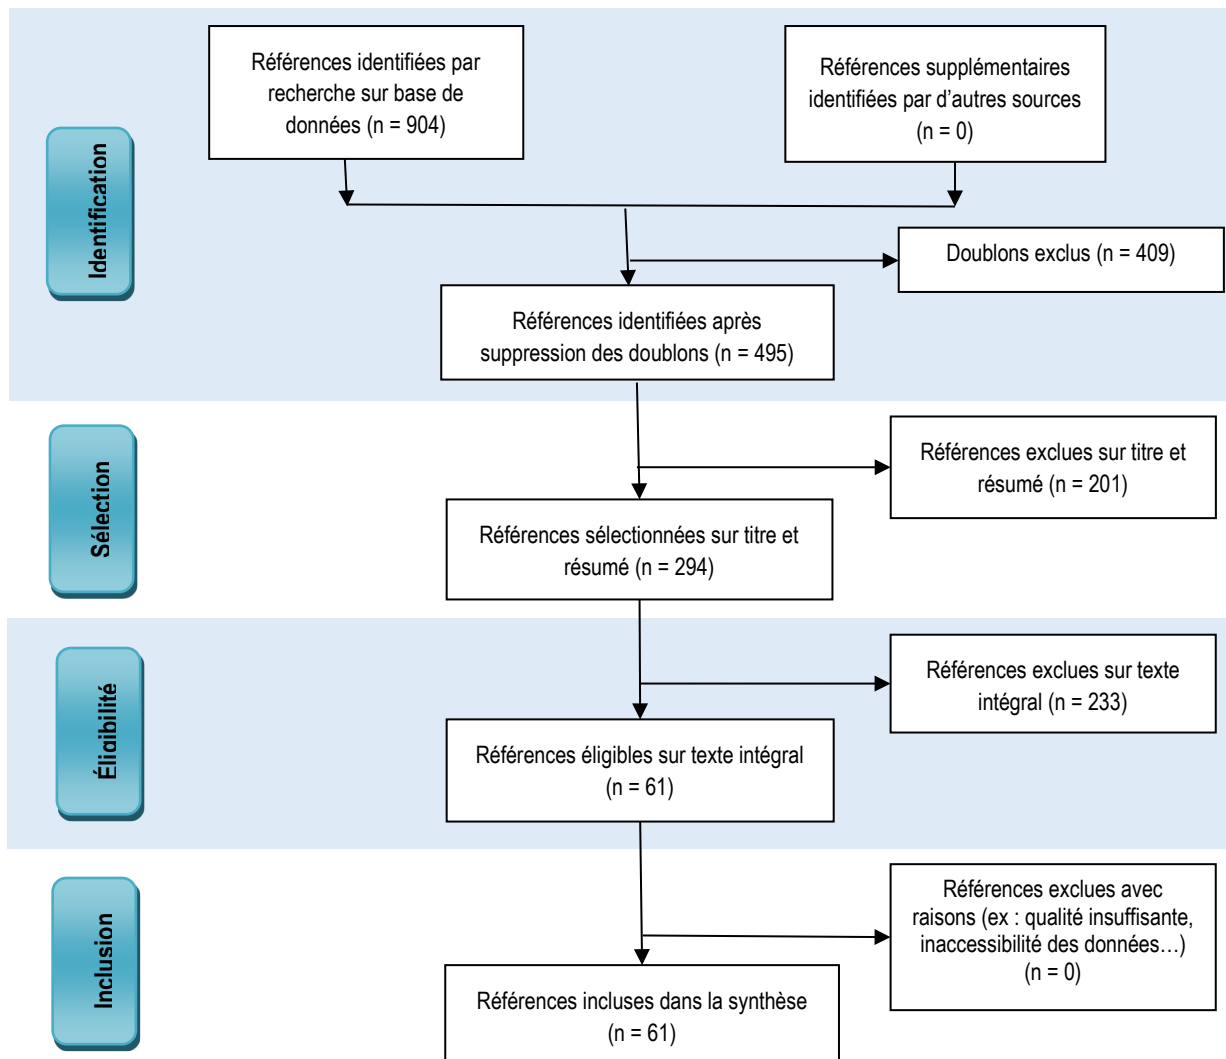 Références identifiées par
recherche sur base de
données (n = 904)
Références supplémentaires
identifiées par d’autres sources
(n = 0)
Identification
Doublons exclus (n = 409)
Références identifiées après
suppression des doublons (n = 495)
Sélection
Références exclues sur titre et
résumé (n = 201)
Références sélectionnées sur titre et
résumé (n = 294)
Éligibilité
Références exclues sur texte
intégral (n = 233)
Références éligibles sur texte intégral
(n = 61)
Inclusion
Références exclues avec
raisons (ex : qualité insuffisante,
inaccessibilité des données…)
(n = 0)
Références incluses dans la synthèse
(n = 61)